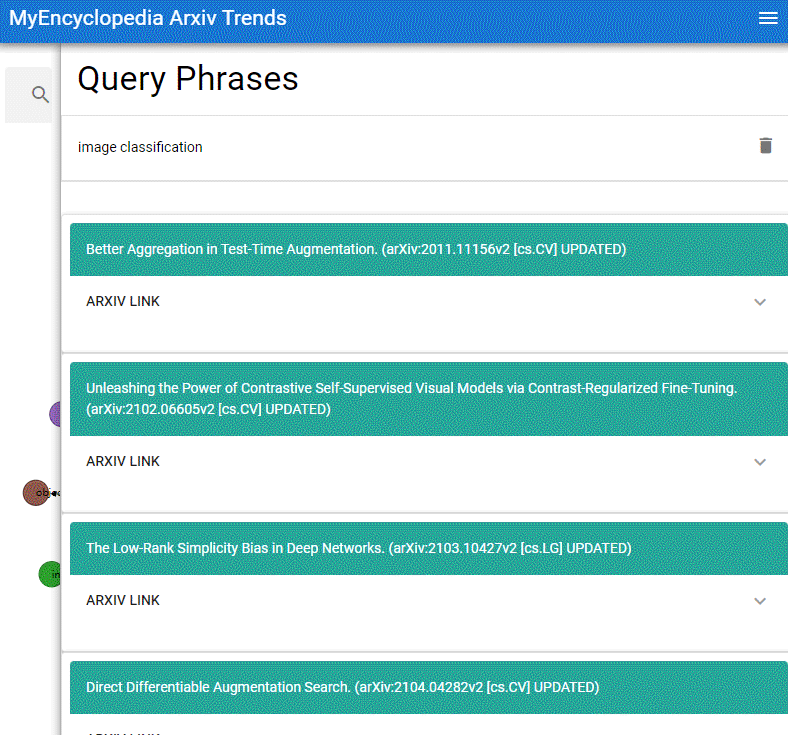 MyEncyclopedia Arxiv Trends
Query Phrases
image classification
Better Aggregation in Test-Time Augmentation. (arXiv:2011.11156v2 [cs.CV] UPDATED)
ARXIV LINK
Unleashing the Power of Contrastive Self-Supervised Visual Models via Contrast-Regularized Fine-Tuning.
(arXiv:2102.06605v2 [cs.CV] UPDATED)
ARXIV LINK
The Low-Rank Simplicity Bias in Deep Networks. (arXiv:2103.10427v2 [cs.LG] UPDATED)
ARXIV LINK
Direct Differentiable Augmentation Search. (arXiv:2104.04282v2 [cs.CV] UPDATED)
ARXIV LINK